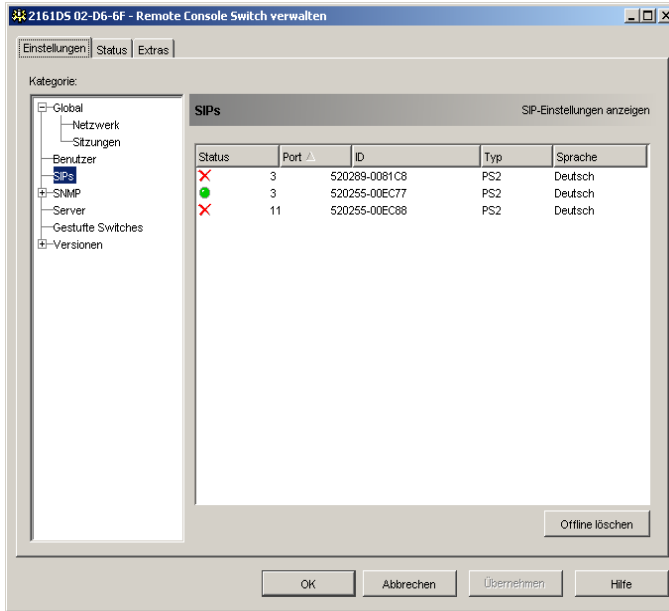 2161DS 02-D6-6F - Remote Console Switch verwalten
Einstellungen Status Extras
Kategorie:
Global
Netzwerk
Sitzungen
Benutzer
SIPs
SNMP
Server
Gestufte Switches
Versionen
SIPs SIP-Einstellungen anzeigen
Status Port ID Typ Sprache
3 520289-0081C8 PS2 Deutsch
3 520255-00EC77 PS2 Deutsch
11 520255-00EC88 PS2 Deutsch
Offline löschen
OK Abbrechen Übernehmen Hilfe